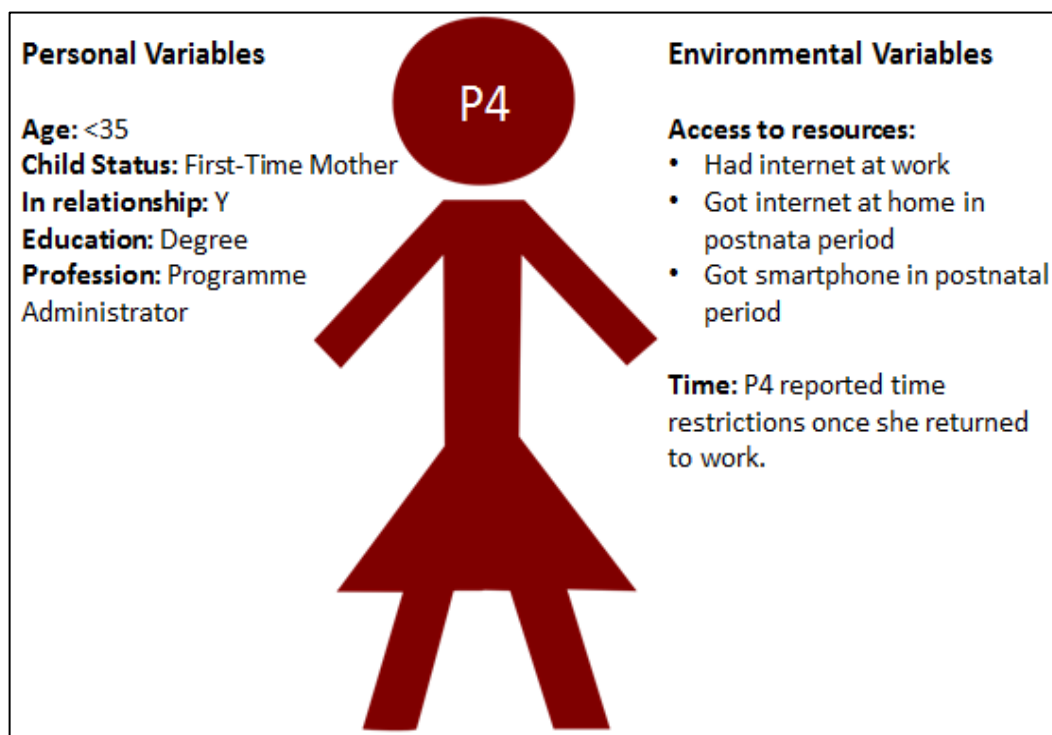 Personal Variables
Age: <35
Child Status: First-Time Mother
In relationship: Y
Education: Degree
Profession: Programme
Administrator
P4
Environmental Variables
Access to resources:
• Had internet at work
• Got internet at home in
postnata period
• Got smartphone in postnatal
period
Time: P4 reported time
restrictions once she returned
to work.